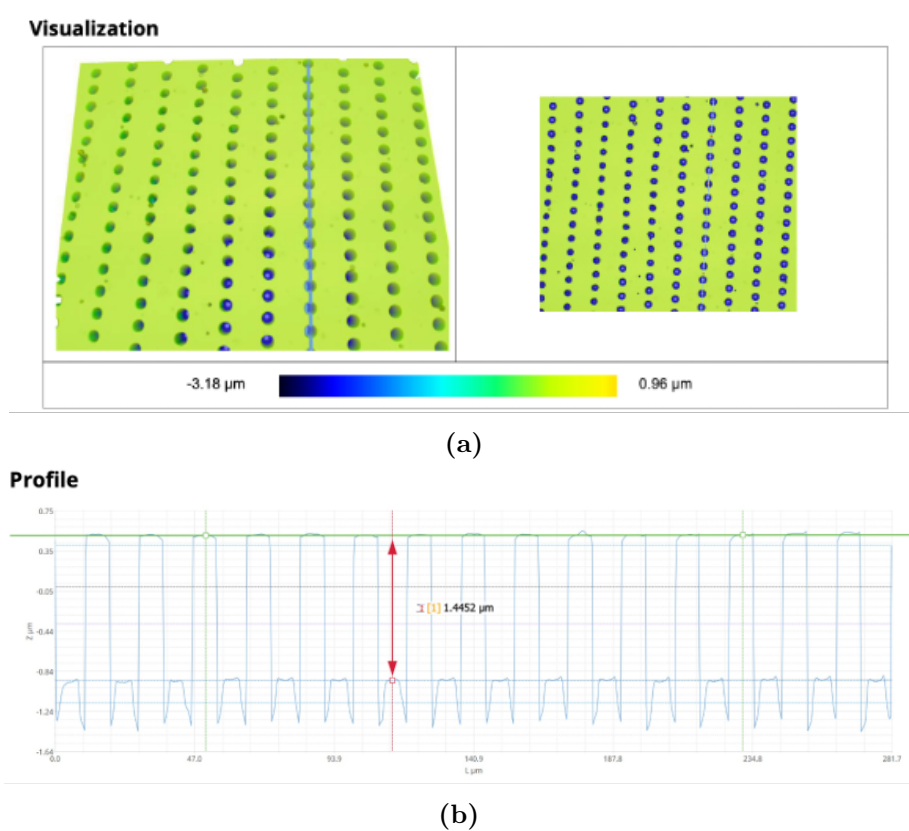 Visualization
-3.18 µm
0.96 µm
(a)
Profile
0.75
0.35
-0.05
-0.44
-0.84
-1.24
-1.64
Z µm
[1] 1.4452 µm
0.0 47.0 93.9 140.9 187.8 234.8 281.7
L µm
(b)